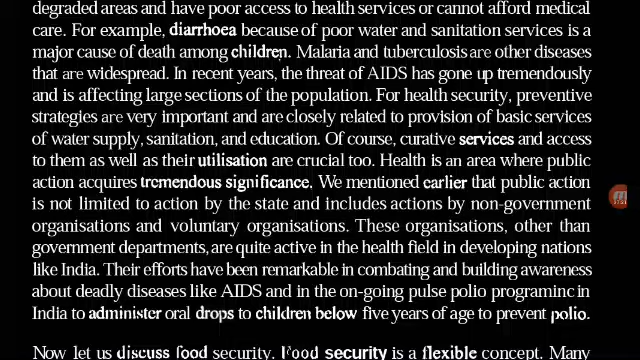 degraded areas and have poor access to health services or cannot afford medical
care. For example, diarrhoea because of poor water and sanitation services is a
major cause of death among children. Malaria and tuberculosis are other diseases
that are widespread. In recent years, the threat of AIDS has gone up tremendously
and is affecting large sections of the population. For health security, preventive
strategies are very important and are closely related to provision of basic services
of water supply, sanitation, and education. Of course, curative services and access
to them as well as their utilisation are crucial too. Health is an area where public
action acquires tremendous significance. We mentioned earlier that public action
is not limited to action by the state and includes actions by non-government
organisations and voluntary organisations. These organisations, other than
government departments, are quite active in the health field in developing nations
like India. Their efforts have been remarkable in combating and building awareness
about deadly diseases like AIDS and in the on-going pulse polio programinc in
India to administer oral drops to children below five years of age to prevent polio.
Now let us discuss food security. Food security is a flexible concept. Many